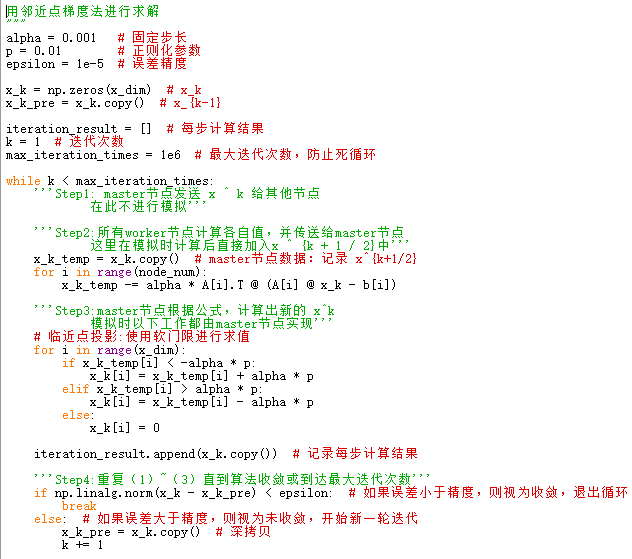 用邻近点梯度法进行求解
"""
alpha = 0.001   # 固定步长
p = 0.01        # 正则化参数
epsilon = 1e-5  # 误差精度
x_k = np.zeros(x_dim)  # x_k
x_k_pre = x_k.copy()  # x_{k-1}
iteration_result = []  # 每步计算结果
k = 1  # 迭代次数
max_iteration_times = 1e6  # 最大迭代次数，防止死循环
while k < max_iteration_times:
    '''Step1: master节点发送 x ^ k 给其他节点
            在此不进行模拟'''
    '''Step2:所有worker节点计算各自值，并传送给master节点
            这里在模拟时计算后直接加入x ^ {k + 1 / 2}中'''
    x_k_temp = x_k.copy()  # master节点数据：记录 x^{k+1/2}
    for i in range(node_num):
        x_k_temp -= alpha * A[i].T @ (A[i] @ x_k - b[i])
    '''Step3:master节点根据公式，计算出新的 x^k
            模拟时以下工作都由master节点实现'''
    # 临近点投影:使用软门限进行求值
    for i in range(x_dim):
        if x_k_temp[i] < -alpha * p:
            x_k[i] = x_k_temp[i] + alpha * p
        elif x_k_temp[i] > alpha * p:
            x_k[i] = x_k_temp[i] - alpha * p
        else:
            x_k[i] = 0
    iteration_result.append(x_k.copy())  # 记录每步计算结果
    '''Step4:重复（1）~（3）直到算法收敛或到达最大迭代次数'''
    if np.linalg.norm(x_k - x_k_pre) < epsilon:  # 如果误差小于精度，则视为收敛，退出循环
        break
    else:  # 如果误差大于精度，则视为未收敛，开始新一轮迭代
        x_k_pre = x_k.copy()  # 深拷贝
        k += 1